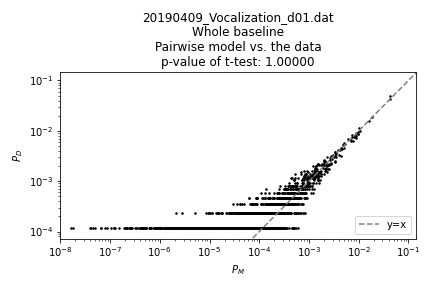 20190409_Vocalization_d01.dat
Whole baseline
Pairwise model vs. the data
p-value of t-test: 1.00000
10⁻¹
10⁻²
10⁻³
10⁻⁴
P_D
y=x
10⁻⁸ 10⁻⁷ 10⁻⁶ 10⁻⁵ 10⁻⁴ 10⁻³ 10⁻² 10⁻¹
P_M